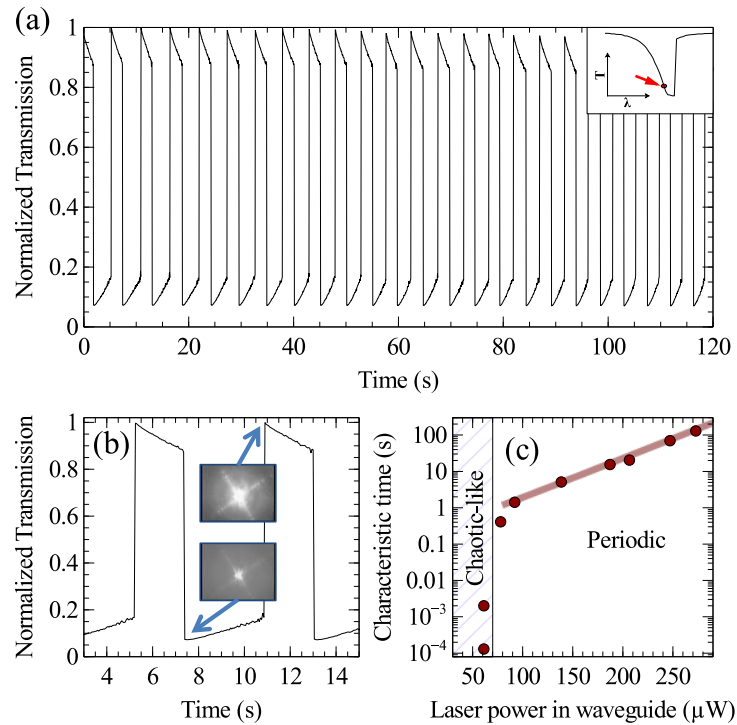 (a)
Normalized Transmission
1
0.8
0.6
0.4
0.2
0
0 20 40 60 80 100 120
Time (s)
T
λ
(b)
Normalized Transmission
1
0.8
0.6
0.4
0.2
0
4 6 8 10 12 14
Time (s)
(c)
Characteristic time (s)
100
10
1
0.1
0.01
10⁻³
10⁻⁴
Chaotic-like
Periodic
50 100 150 200 250
Laser power in waveguide (µW)